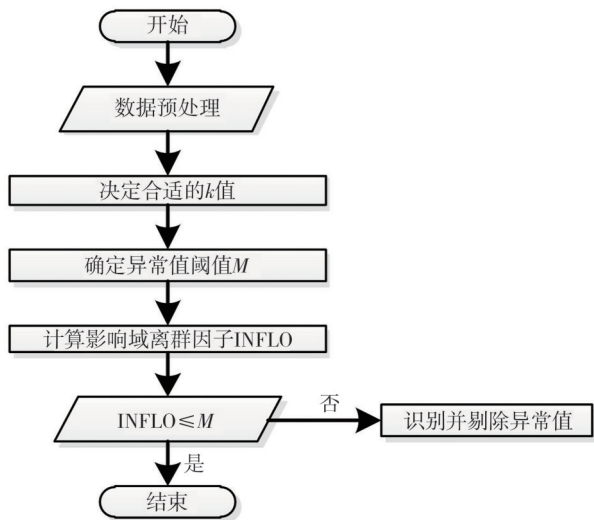 开始
数据预处理
决定合适的k值
确定异常值阈值M
计算影响域离群因子INFLO
INFLO≤M
否
识别并剔除异常值
是
结束